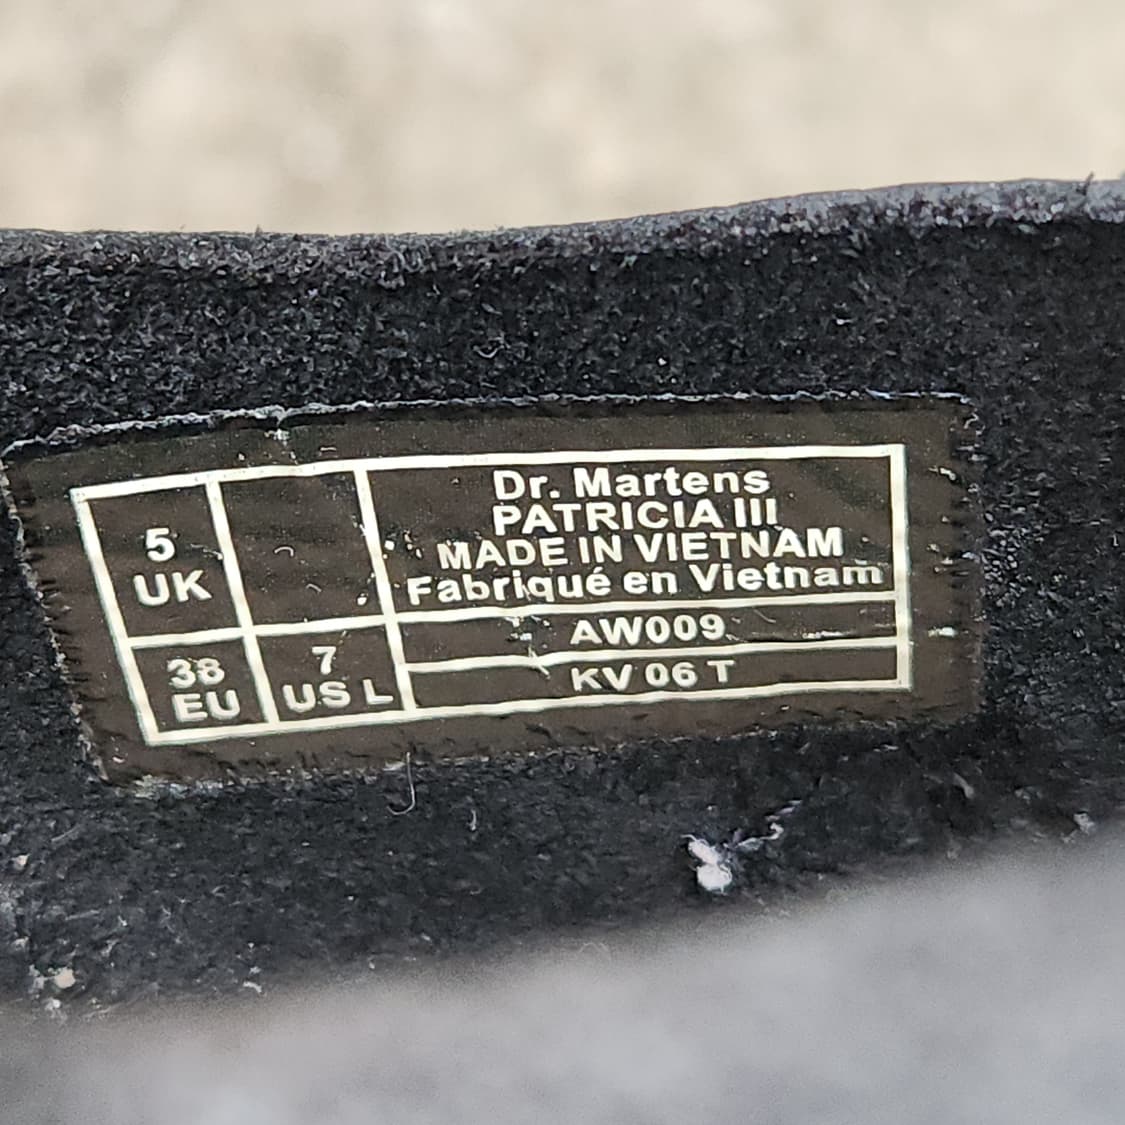 5
UK
38
EU
7
US L
Dr. Martens
PATRICIA III
MADE IN VIETNAM
Fabriqué en Vietnam
AW009
KV 06 T